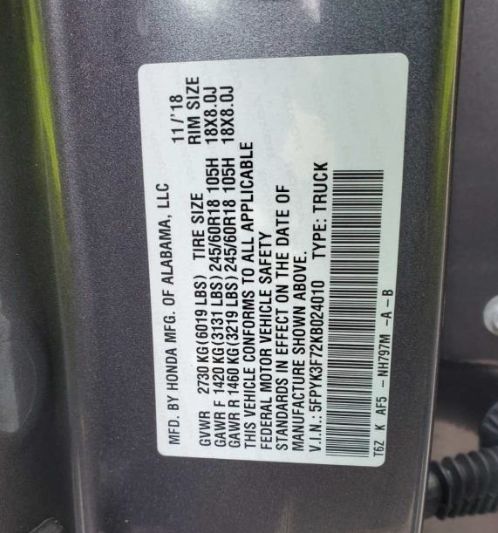 MFD. BY HONDA MFG. OF ALABAMA, LLC 11/'18
GVWR 2730 KG(6019 LBS) TIRE SIZE RIM SIZE
GAWR F 1420 KG(3131 LBS) 245/60R18 105H 18X8.0J
GAWR R 1460 KG(3219 LBS) 245/60R18 105H 18X8.0J
THIS VEHICLE CONFORMS TO ALL APPLICABLE
FEDERAL MOTOR VEHICLE SAFETY
STANDARDS IN EFFECT ON THE DATE OF
MANUFACTURE SHOWN ABOVE.
V.I.N.: 5FPYK3F72KB024010 TYPE: TRUCK
T6Z K AF5 -NH797M -A-B